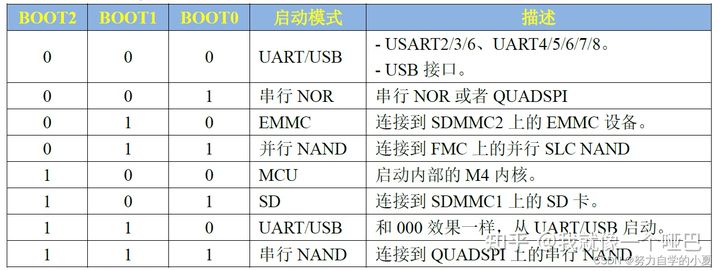 BOOT2 BOOT1 BOOT0 启动模式 描述
0 0 0 UART/USB - USART2/3/6、UART4/5/6/7/8。
- USB 接口。
0 0 1 串行 NOR 串行 NOR 或者 QUADSPI
0 1 0 EMMC 连接到 SDMMC2 上的 EMMC 设备。
0 1 1 并行 NAND 连接到 FMC 上的并行 SLC NAND
1 0 0 MCU 启动内部的 M4 内核。
1 0 1 SD 连接到 SDMMC1 上的 SD 卡。
1 1 0 UART/USB 和 000 效果一样，从 UART/USB 启动。
1 1 1 串行 NAND 连接到 QUADSPI 上的串行 NAND
知乎 @我就像一个哑巴
CSDN @努力自学的小夏